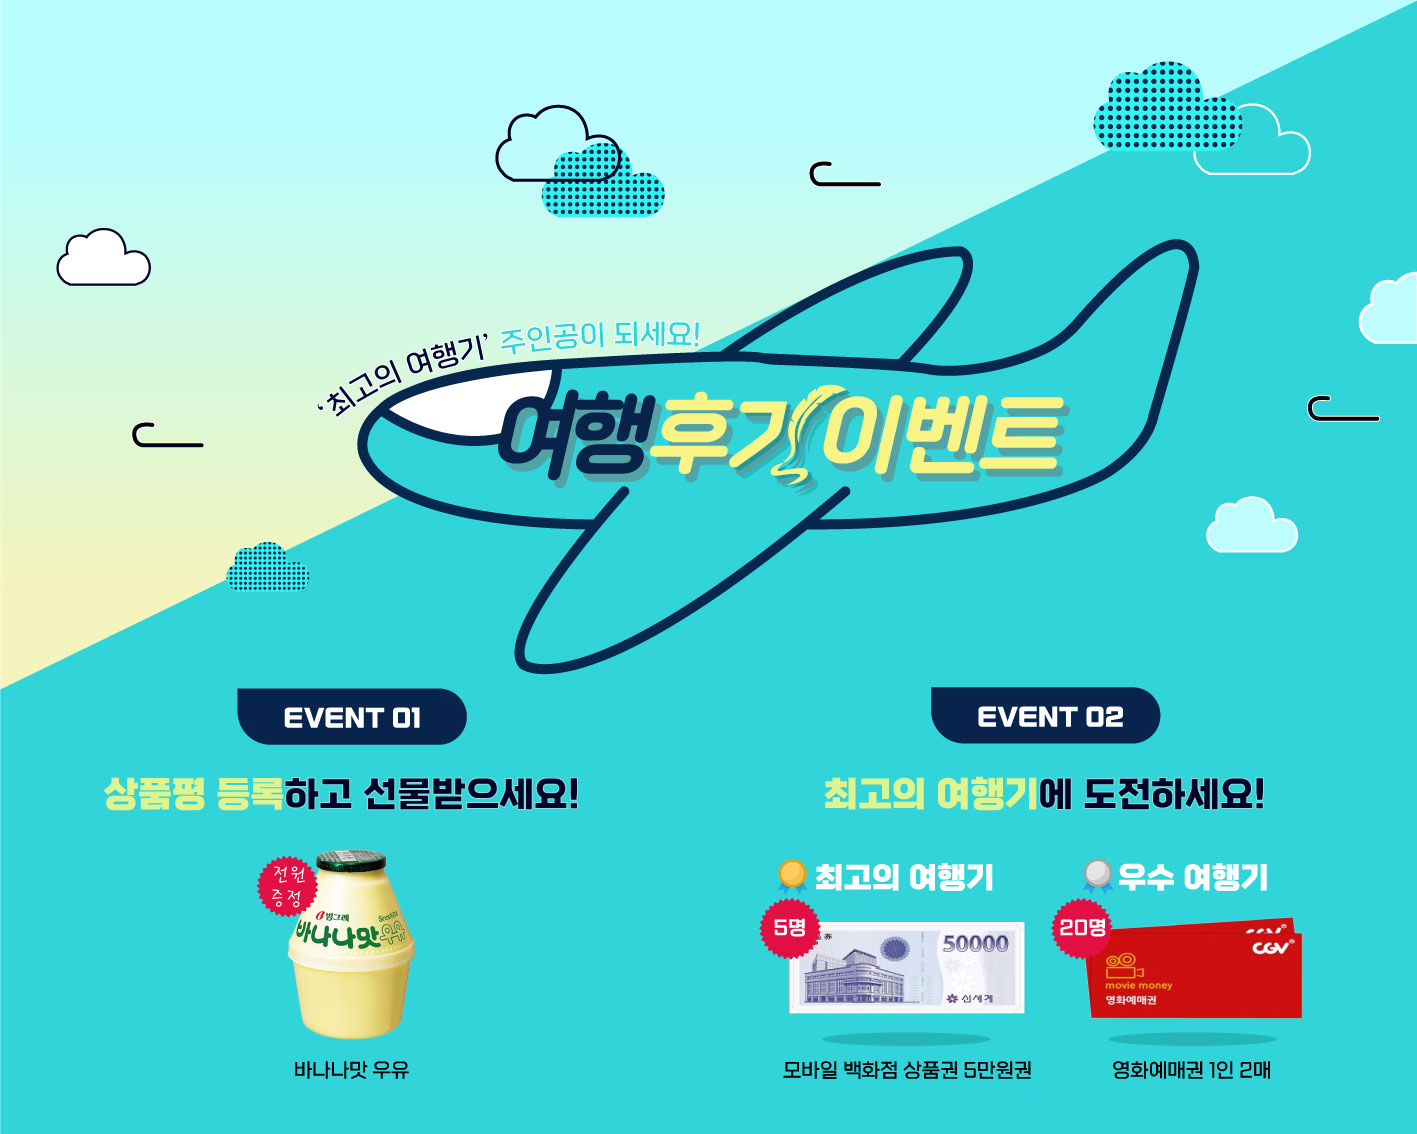 ‘최고의 여행기’ 주인공이 되세요!
여행후기이벤트
EVENT 01
상품평 등록하고 선물받으세요!
전원
증정
빙그레
Since1974
바나나맛우유
바나나맛 우유
EVENT 02
최고의 여행기에 도전하세요!
최고의 여행기
5명
券
50000
신세계
모바일 백화점 상품권 5만원권
우수 여행기
20명
CGV
CGV
movie money
영화예매권
영화예매권 1인 2매